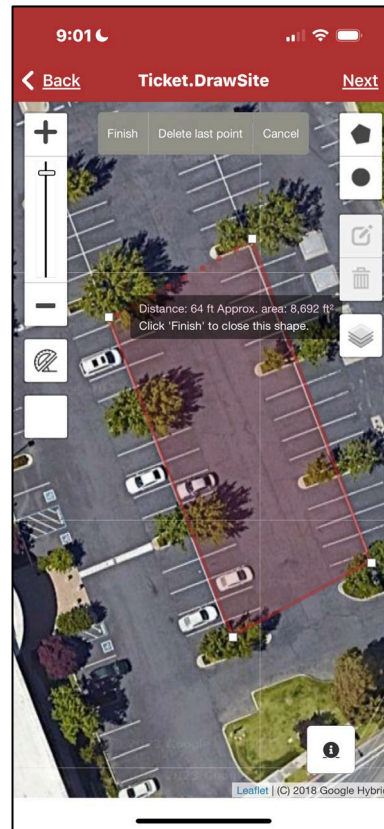 9:01
Back Ticket.DrawSite Next
Finish Delete last point Cancel
Distance: 64 ft Approx. area: 8,692 ft²
Click 'Finish' to close this shape.
Leaflet | (C) 2018 Google Hybrid